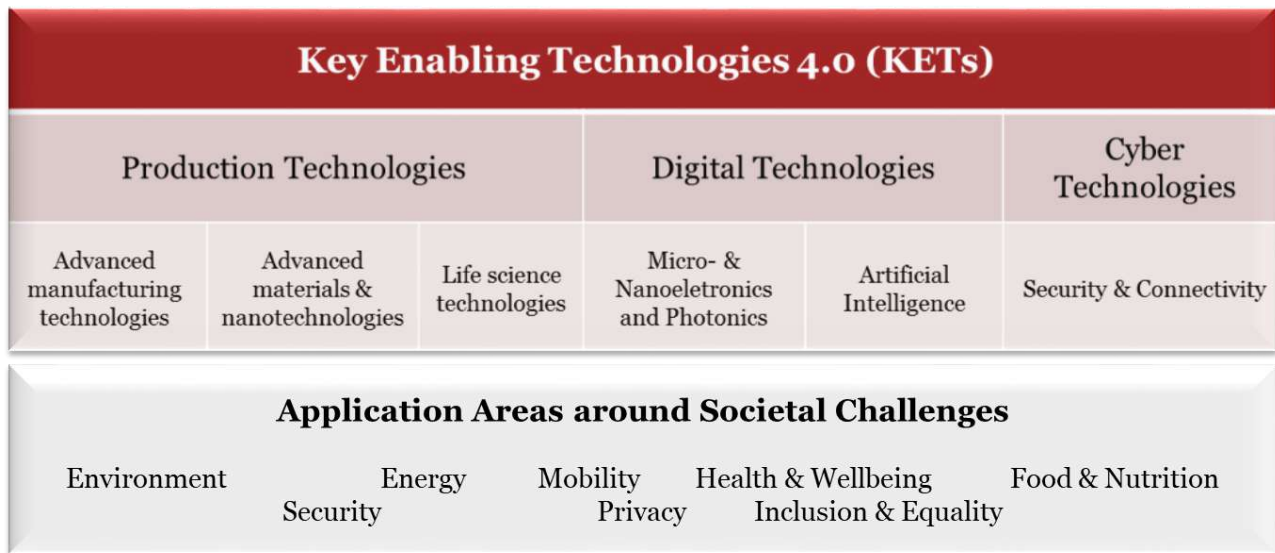 Key Enabling Technologies 4.0 (KETs)
Production Technologies
Digital Technologies
Cyber
Technologies
Advanced
manufacturing
technologies
Advanced
materials &
nanotechnologies
Life science
technologies
Micro- &
Nanoeletronics
and Photonics
Artificial
Intelligence
Security & Connectivity
Application Areas around Societal Challenges
Environment Energy Mobility Health & Wellbeing Food & Nutrition
Security Privacy Inclusion & Equality